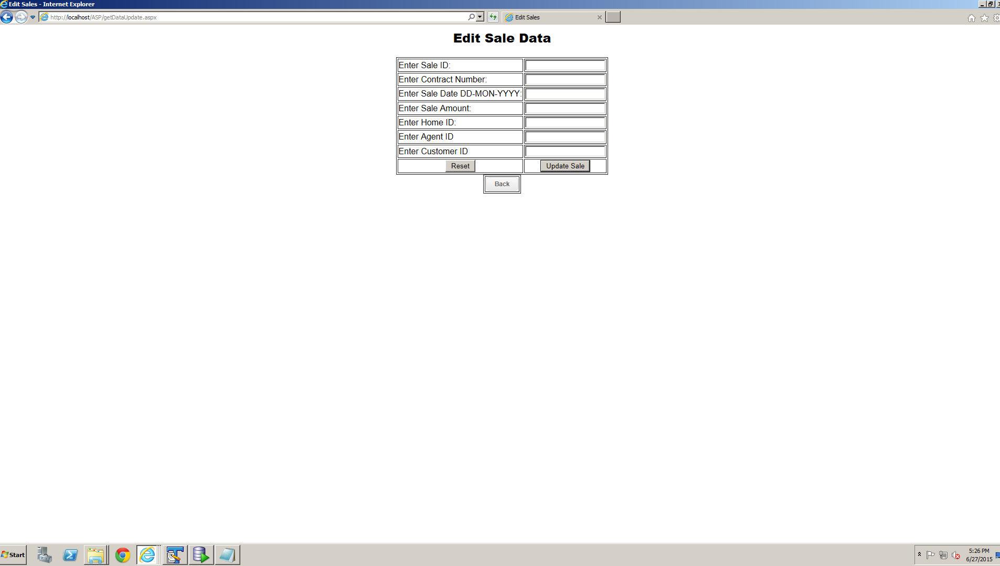 Edit Sales - Internet Explorer
http://localhost/ASP/getDataUpdate.aspx
Edit Sales
Edit Sale Data
Enter Sale ID:
Enter Contract Number:
Enter Sale Date DD-MON-YYYY:
Enter Sale Amount:
Enter Home ID:
Enter Agent ID
Enter Customer ID
Reset Update Sale
Back
Start
5:26 PM
6/27/2015